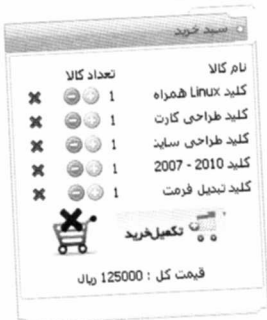 سبد خرید
نام کالا تعداد کالا
کلید Linux همراه 1
کلید طراحی کارت 1
کلید طراحی ساین 1
کلید 2010 - 2007 1
کلید تبدیل فرمت 1
تکمیل خرید
قیمت کل : 125000 ریال